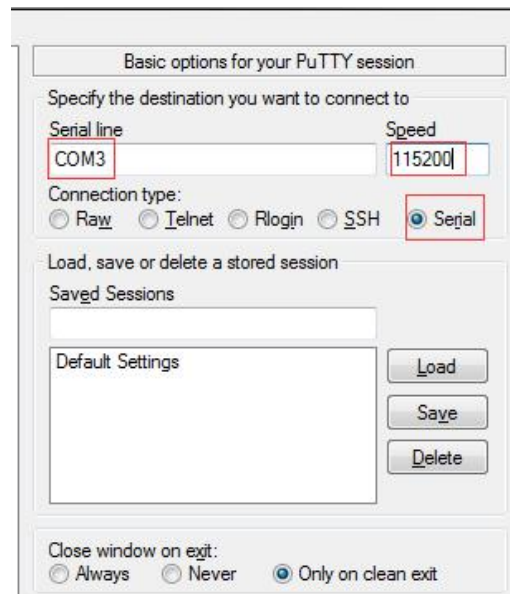 Basic options for your PuTTY session
Specify the destination you want to connect to
Serial line Speed
COM3 115200
Connection type:
Raw Telnet Rlogin SSH Serial
Load, save or delete a stored session
Saved Sessions
Default Settings
Load
Save
Delete
Close window on exit:
Always Never Only on clean exit